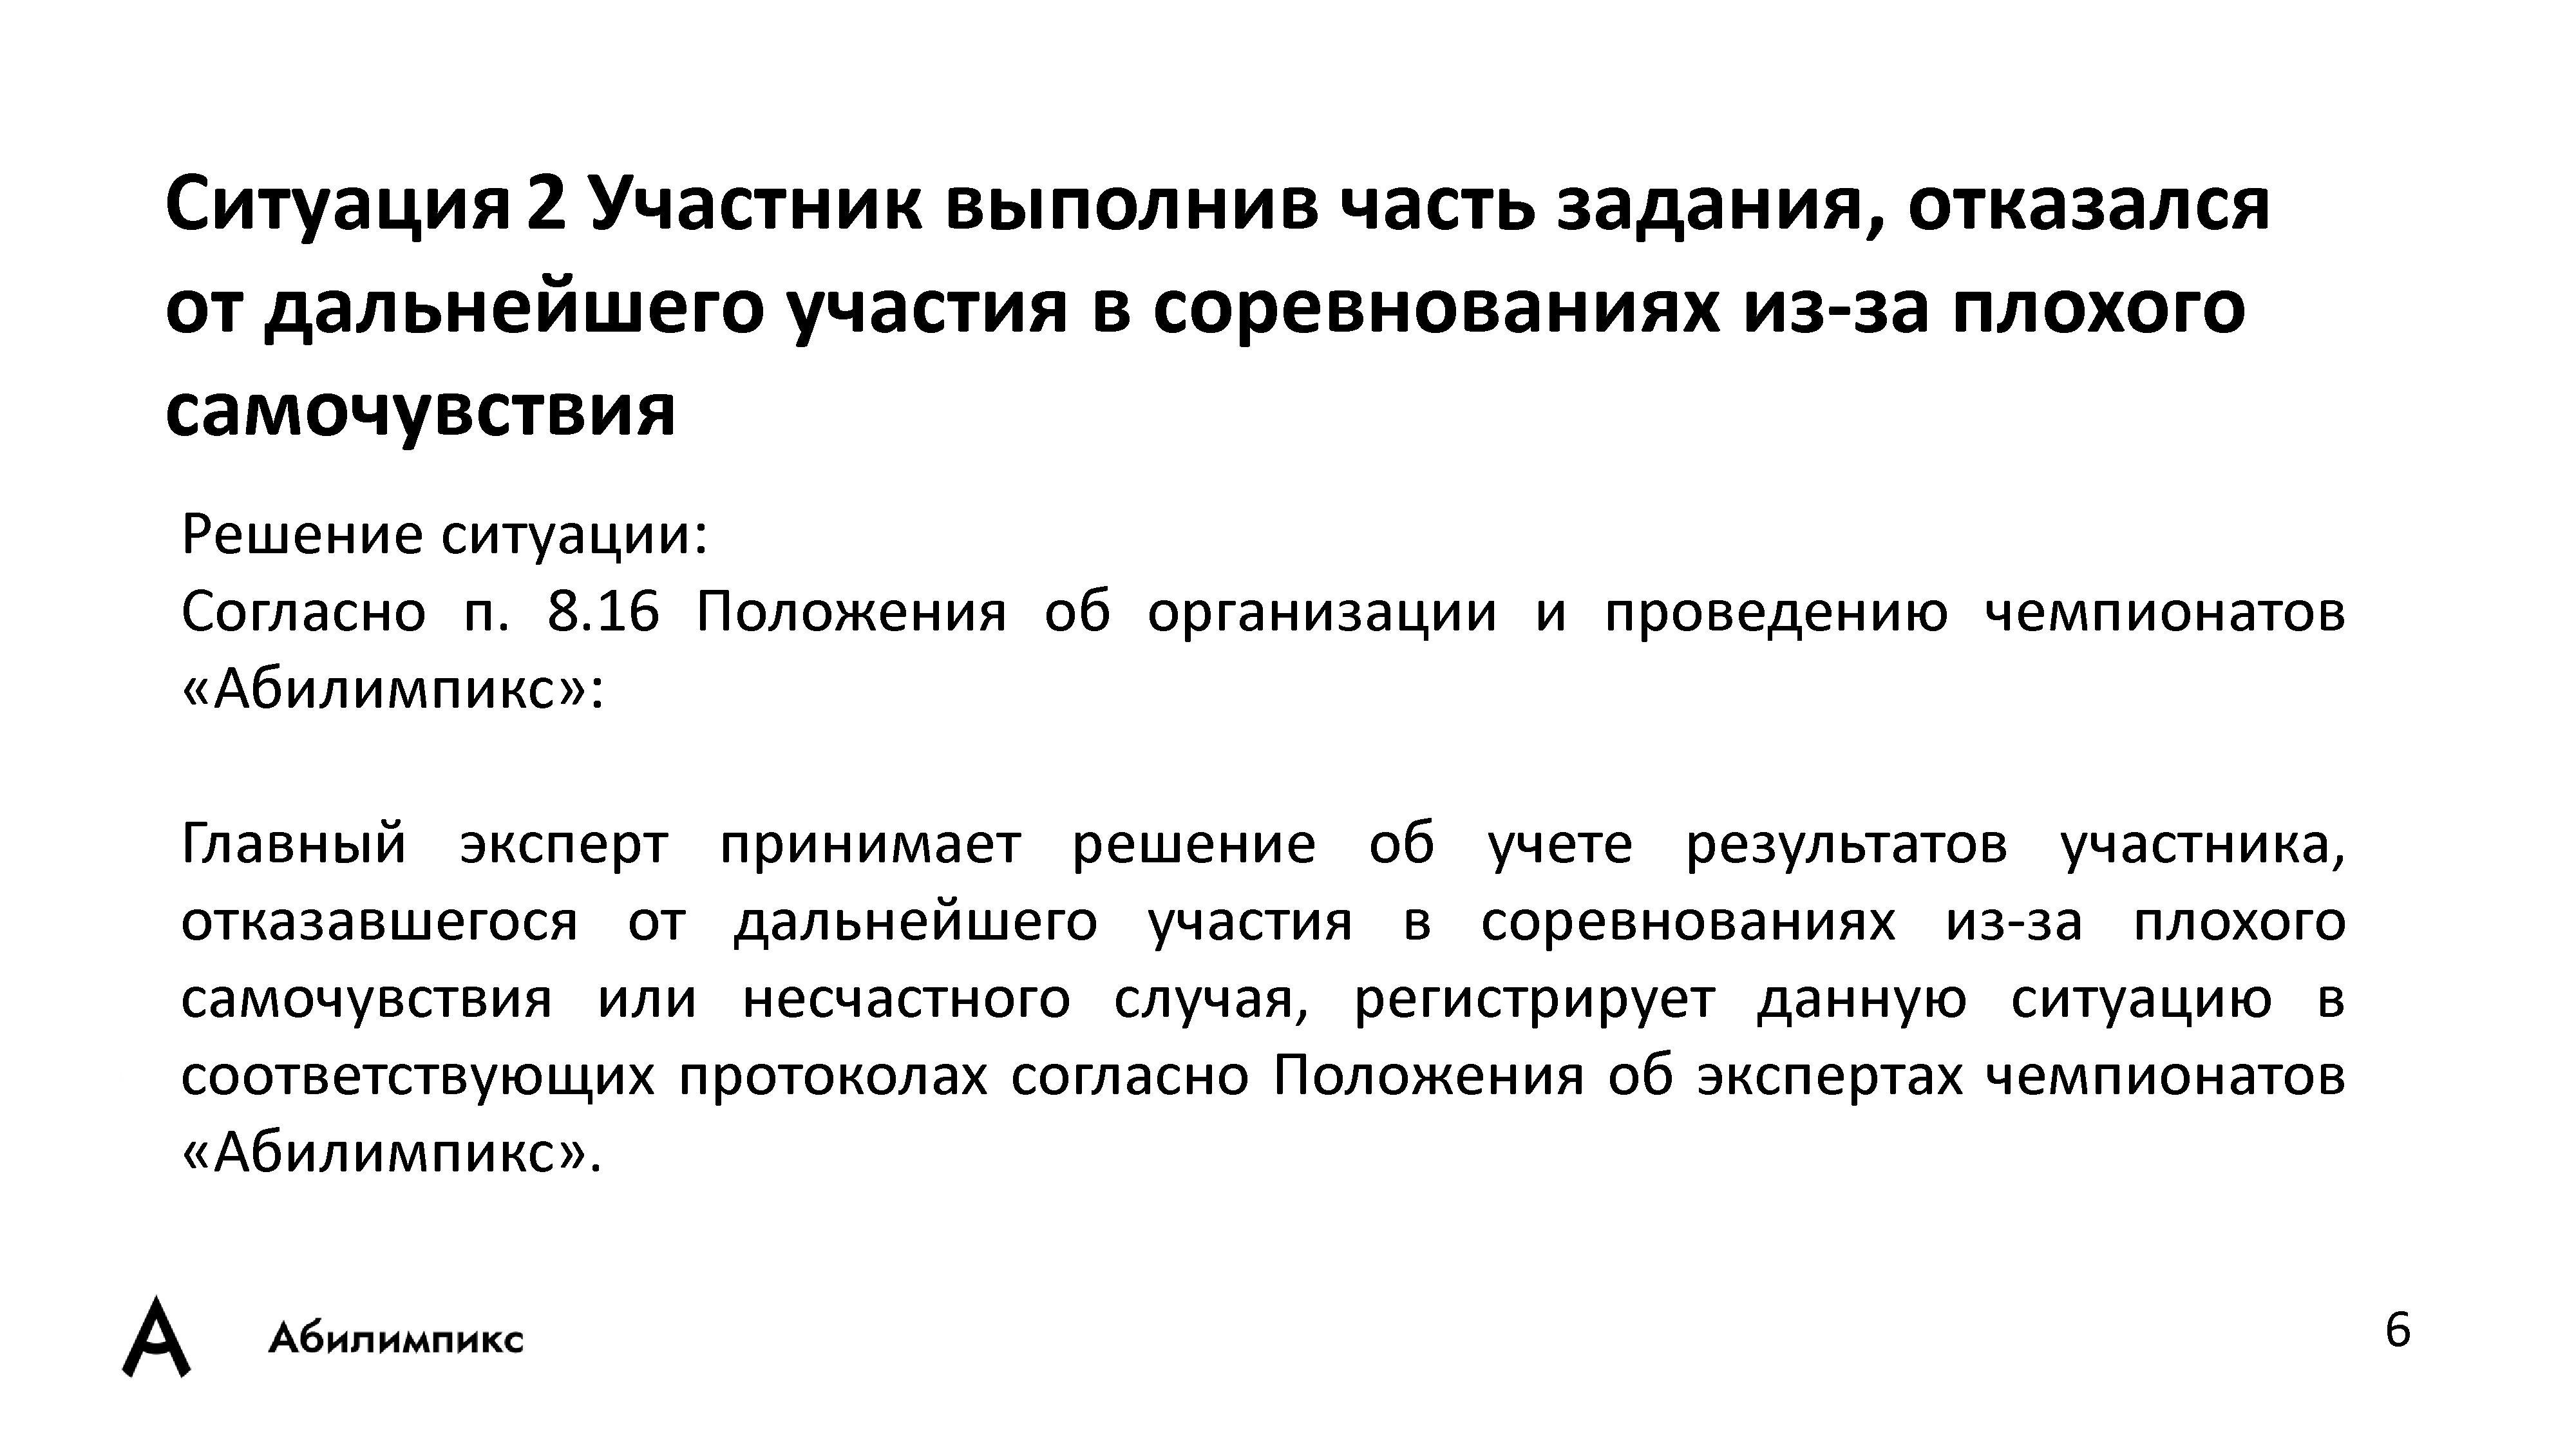 Ситуация 2 Участник выполнив часть задания, отказался
от дальнейшего участия в соревнованиях из-за плохого
самочувствия
Решение ситуации:
Согласно п. 8.16 Положения об организации и проведению чемпионатов
«Абилимпикс»:
Главный эксперт принимает решение об учете результатов участника,
отказавшегося от дальнейшего участия в соревнованиях из-за плохого
самочувствия или несчастного случая, регистрирует данную ситуацию в
соответствующих протоколах согласно Положения об экспертах чемпионатов
«Абилимпикс».
Абилимпикс
6